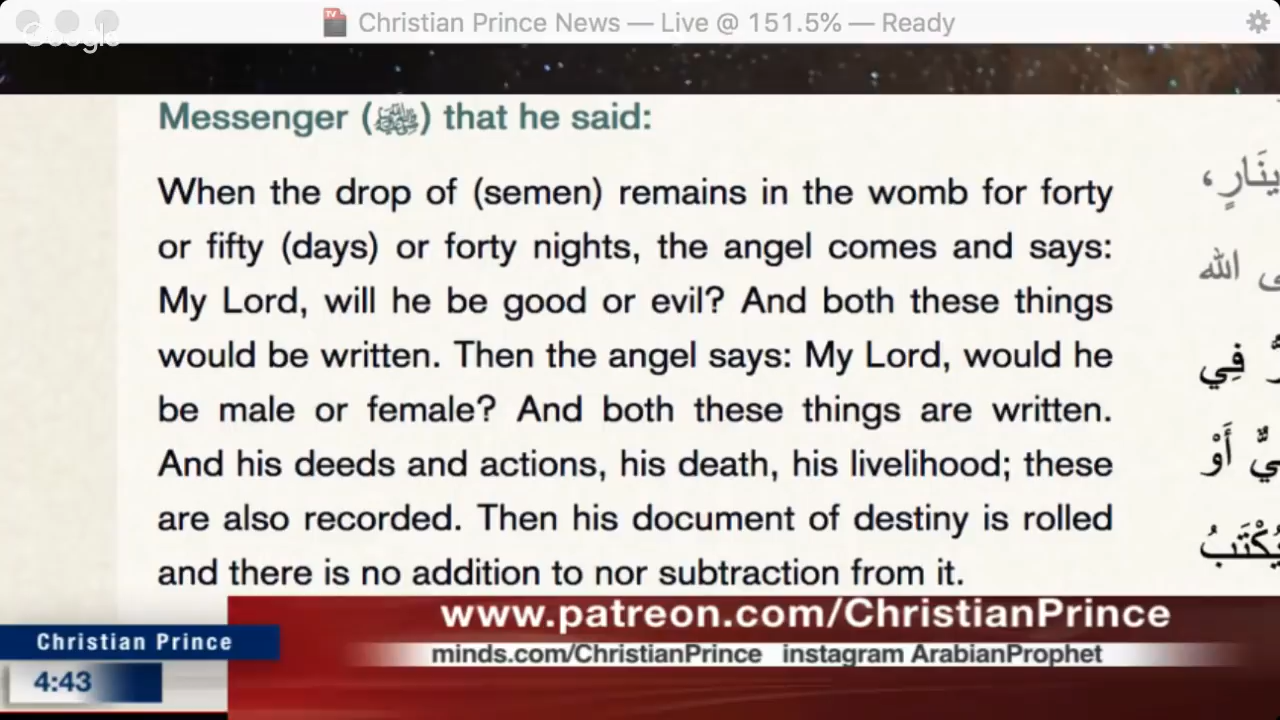 Christian Prince News — Live @ 151.5% — Ready
Google
TV
Messenger (ﷺ) that he said:
When the drop of (semen) remains in the womb for forty
or fifty (days) or forty nights, the angel comes and says:
My Lord, will he be good or evil? And both these things
would be written. Then the angel says: My Lord, would he
be male or female? And both these things are written.
And his deeds and actions, his death, his livelihood; these
are also recorded. Then his document of destiny is rolled
and there is no addition to nor subtraction from it.
الله
فِي
أَوْ
يُكْتَبُ
www.patreon.com/ChristianPrince
Christian Prince
minds.com/ChristianPrince instagram ArabianProphet
4:43